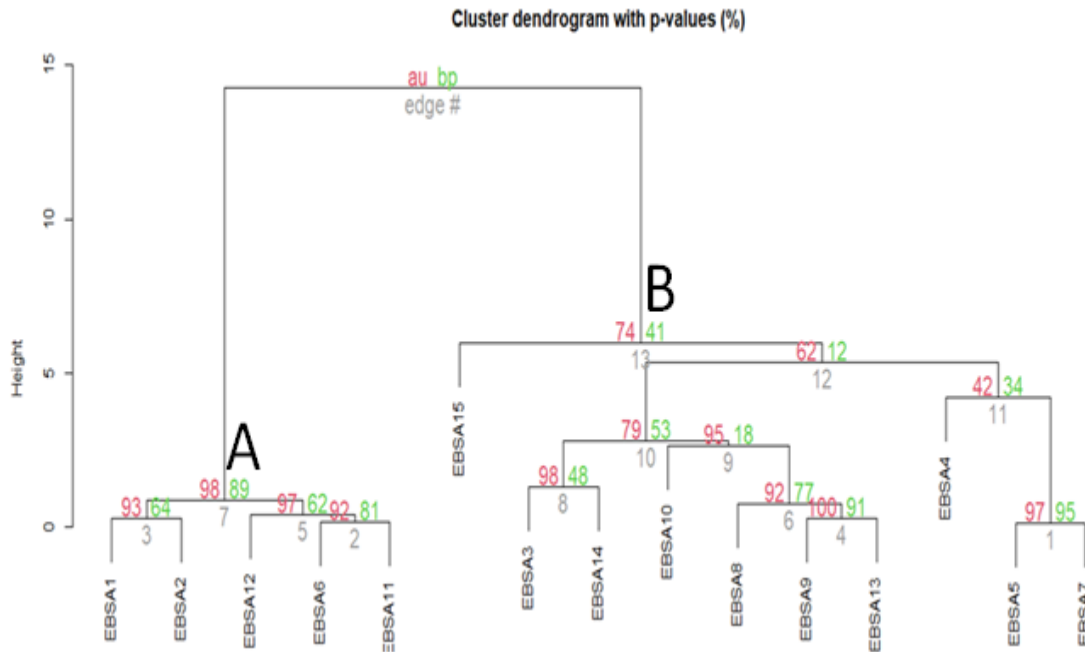 Cluster dendrogram with p-values (%)
15
au bp
edge #
10
B
74 41
13
62 12
12
5
Height
42 34
11
A
79 53
10
95 18
9
98 89
7
98 48
8
93 64
3
97 62
5
92 81
2
92 77
6
100 91
4
97 95
1
0
EBSA1
EBSA2
EBSA12
EBSA6
EBSA11
EBSA15
EBSA3
EBSA14
EBSA10
EBSA8
EBSA9
EBSA13
EBSA4
EBSA5
EBSA7